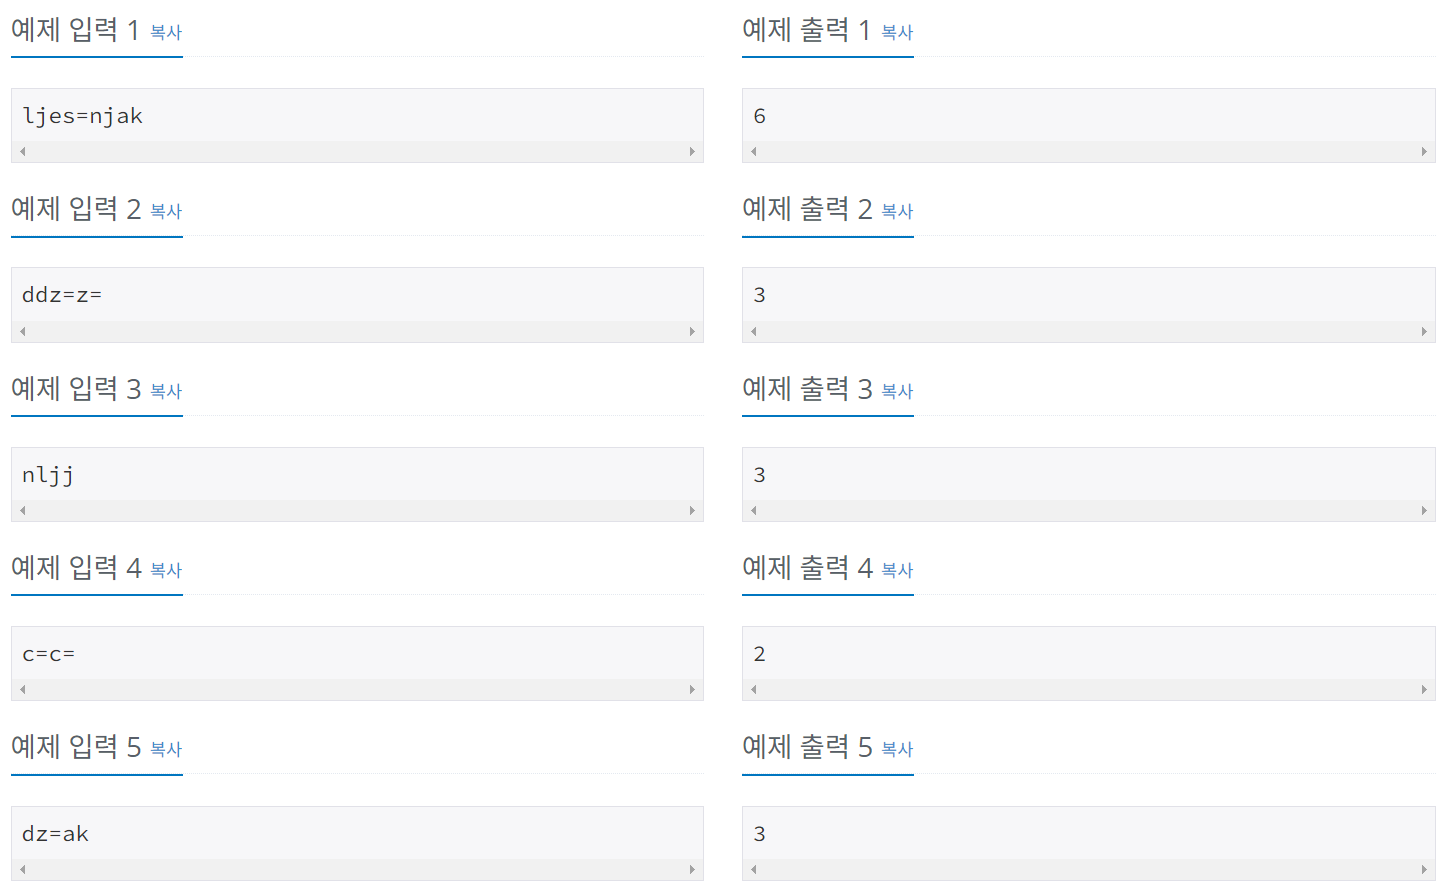 예제 입력 1 복사
예제 출력 1 복사
ljes=njak
6
예제 입력 2 복사
예제 출력 2 복사
ddz=z=
3
예제 입력 3 복사
예제 출력 3 복사
nljj
3
예제 입력 4 복사
예제 출력 4 복사
c=c=
2
예제 입력 5 복사
예제 출력 5 복사
dz=ak
3